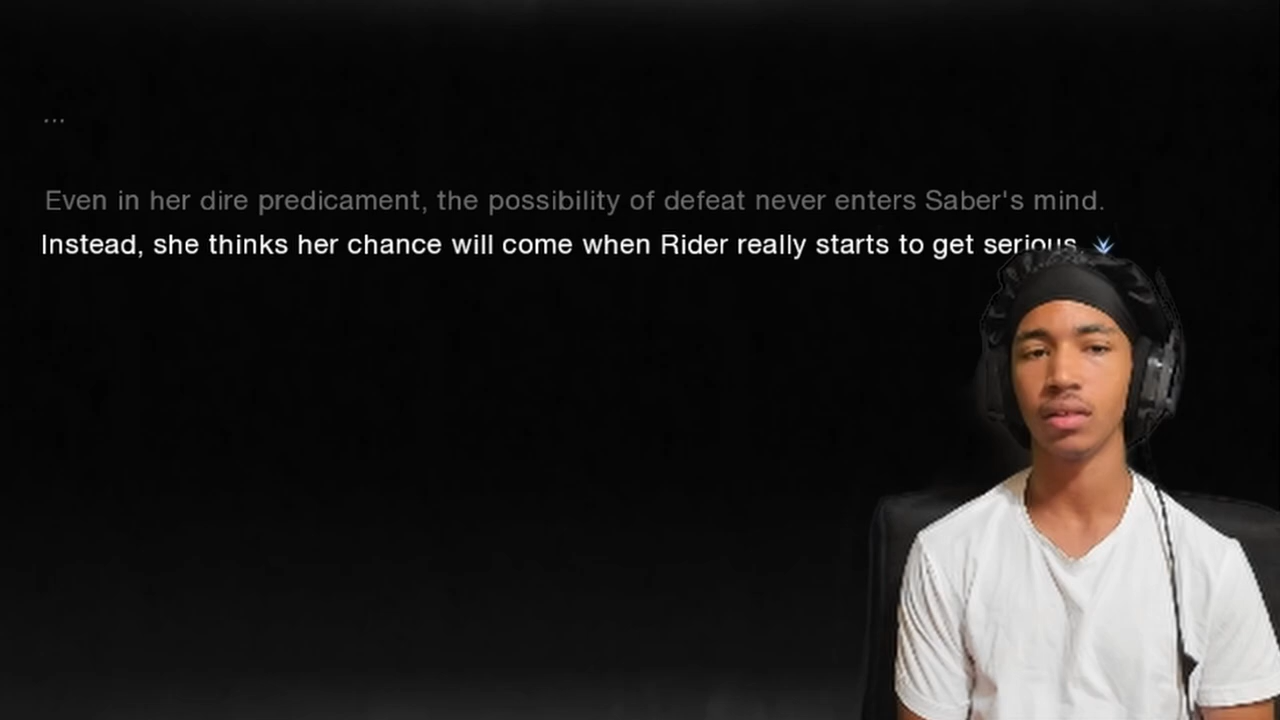 ...
Even in her dire predicament, the possibility of defeat never enters Saber's mind.
Instead, she thinks her chance will come when Rider really starts to get serious.